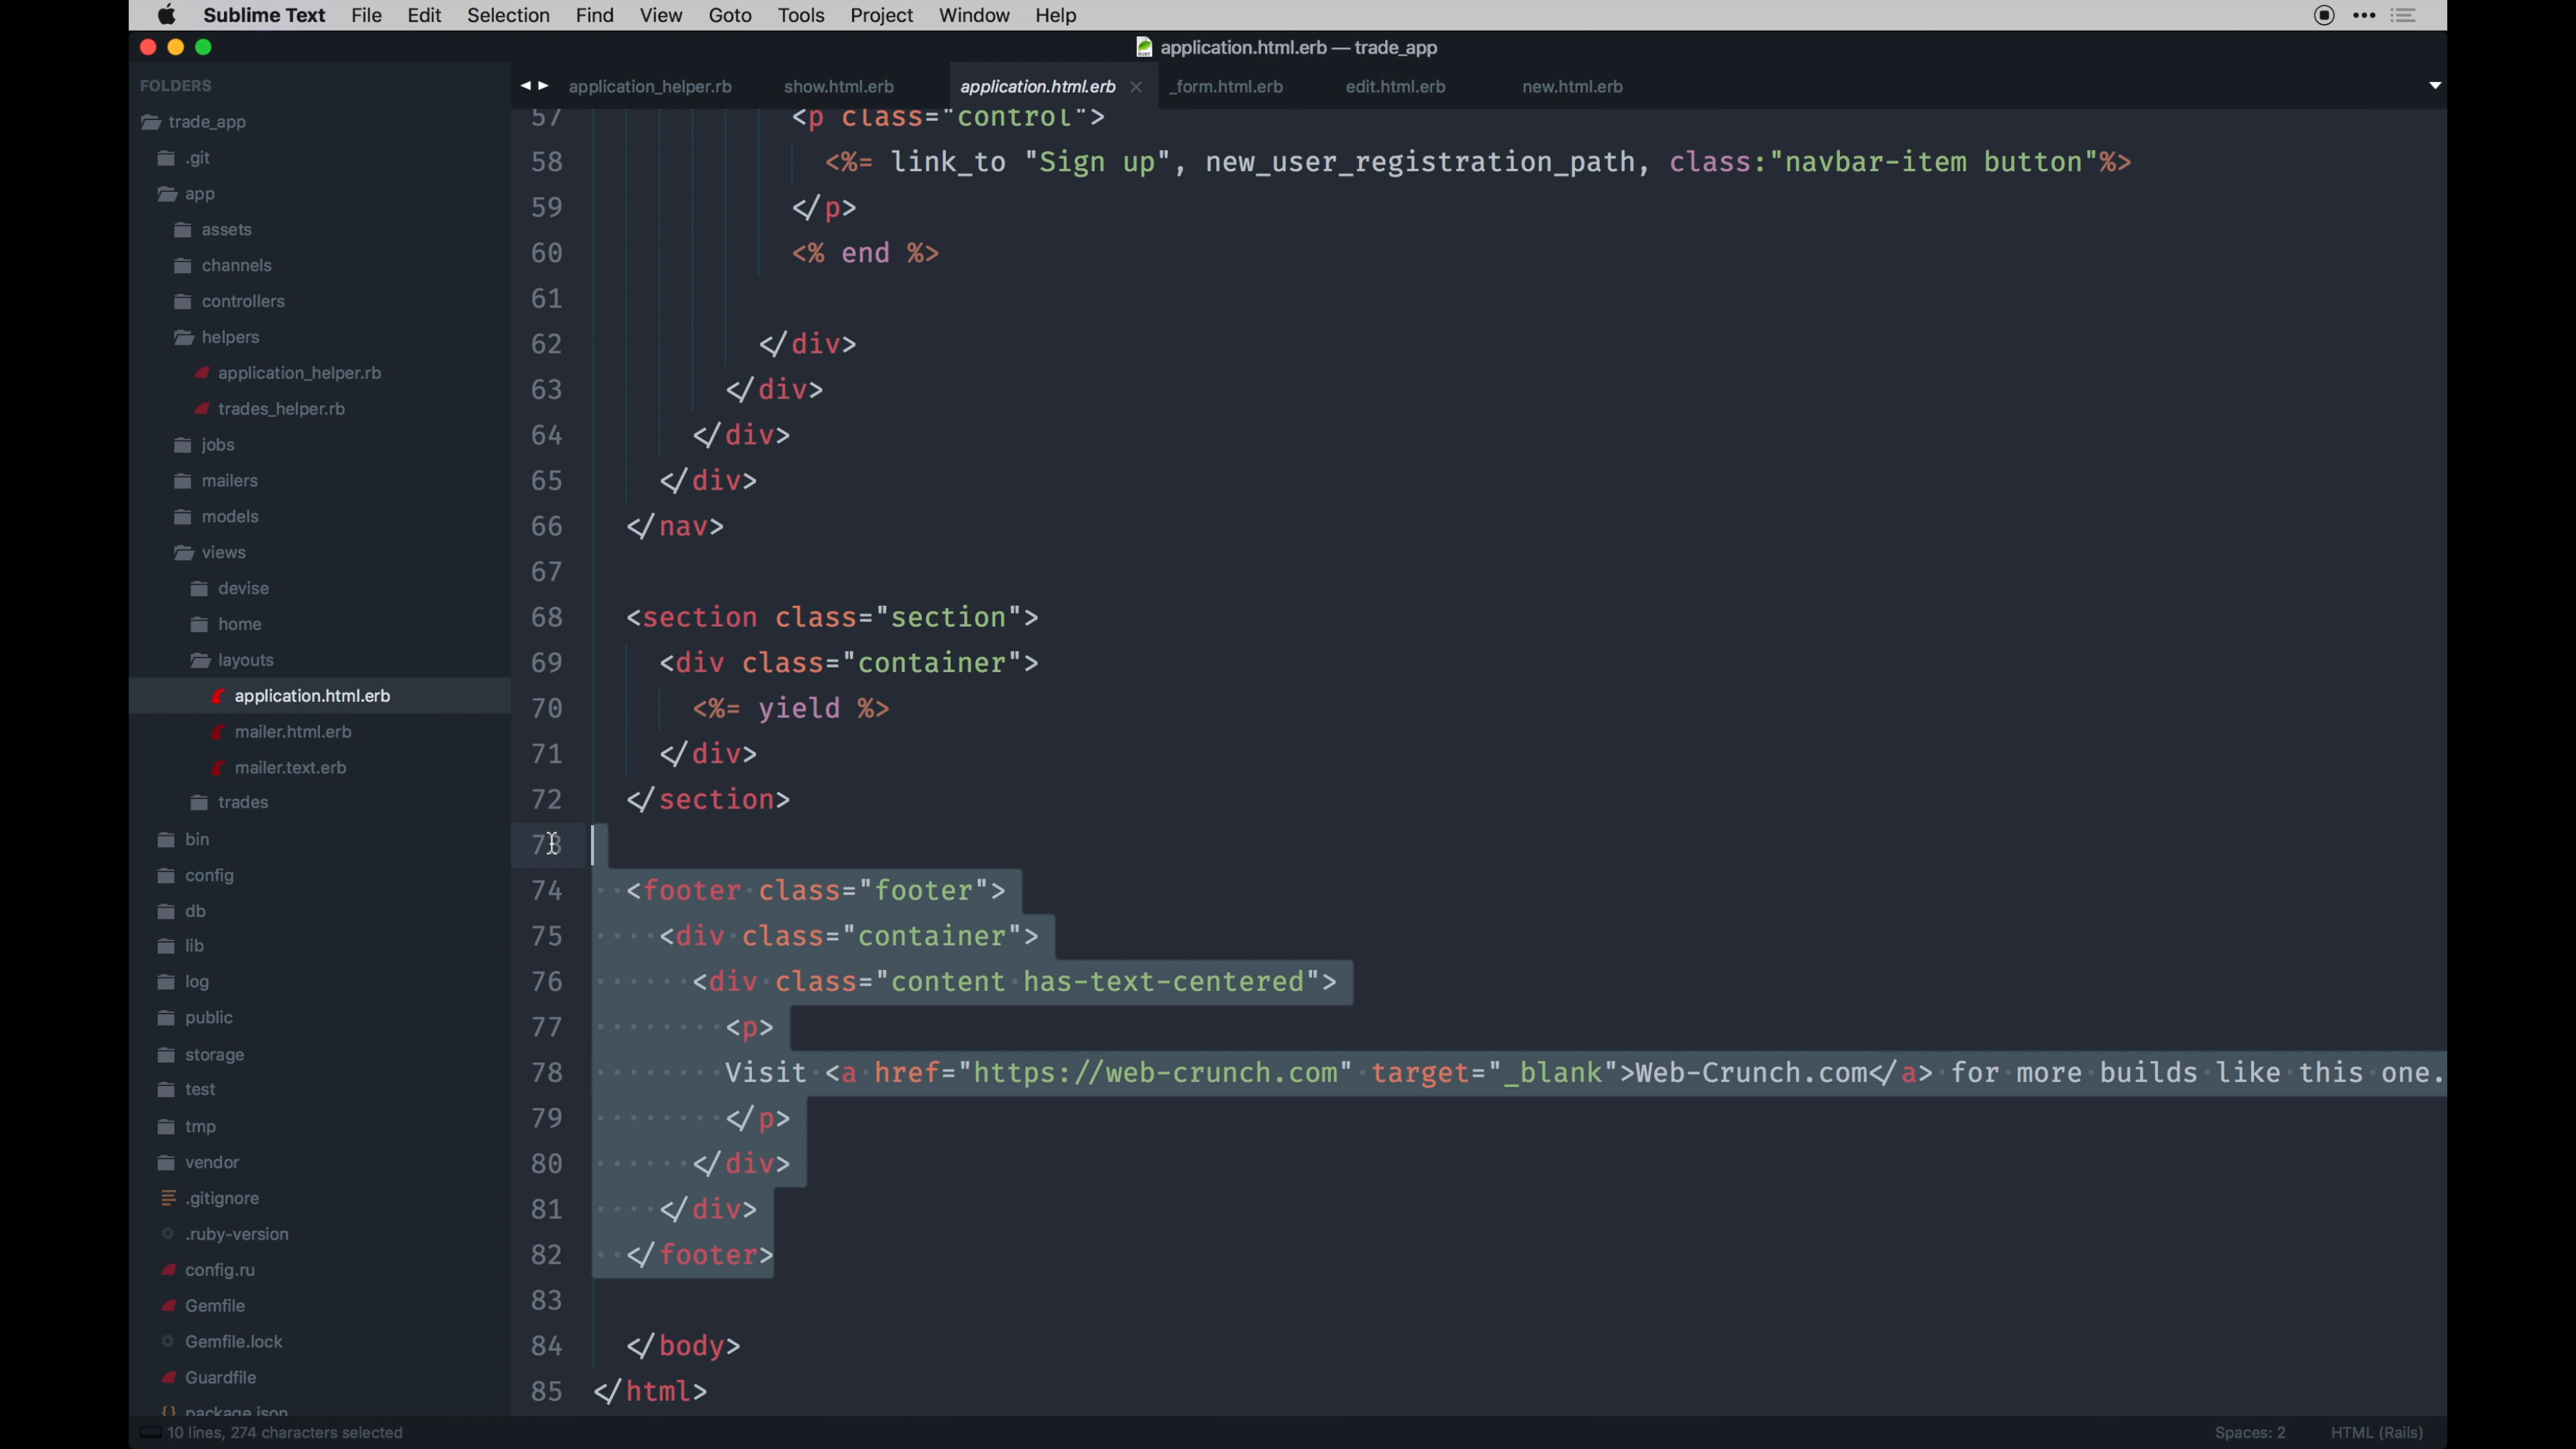 Sublime Text File Edit Selection Find View Goto Tools Project Window Help
application.html.erb — trade_app
FOLDERS
trade_app
.git
app
assets
channels
controllers
helpers
application_helper.rb
trades_helper.rb
jobs
mailers
models
views
devise
home
layouts
application.html.erb
mailer.html.erb
mailer.text.erb
trades
bin
config
db
lib
log
public
storage
test
tmp
vendor
.gitignore
.ruby-version
config.ru
Gemfile
Gemfile.lock
Guardfile
package.json
application_helper.rb show.html.erb application.html.erb _form.html.erb edit.html.erb new.html.erb
57 <p class="control">
58 <%= link_to "Sign up", new_user_registration_path, class:"navbar-item button"%>
59 </p>
60 <% end %>
61
62 </div>
63 </div>
64 </div>
65 </div>
66 </nav>
67
68 <section class="section">
69 <div class="container">
70 <%= yield %>
71 </div>
72 </section>
73
74 <footer class="footer">
75 <div class="container">
76 <div class="content has-text-centered">
77 <p>
78 Visit <a href="https://web-crunch.com" target="_blank">Web-Crunch.com</a> for more builds like this one.
79 </p>
80 </div>
81 </div>
82 </footer>
83
84 </body>
85 </html>
10 lines, 274 characters selected Spaces: 2 HTML (Rails)